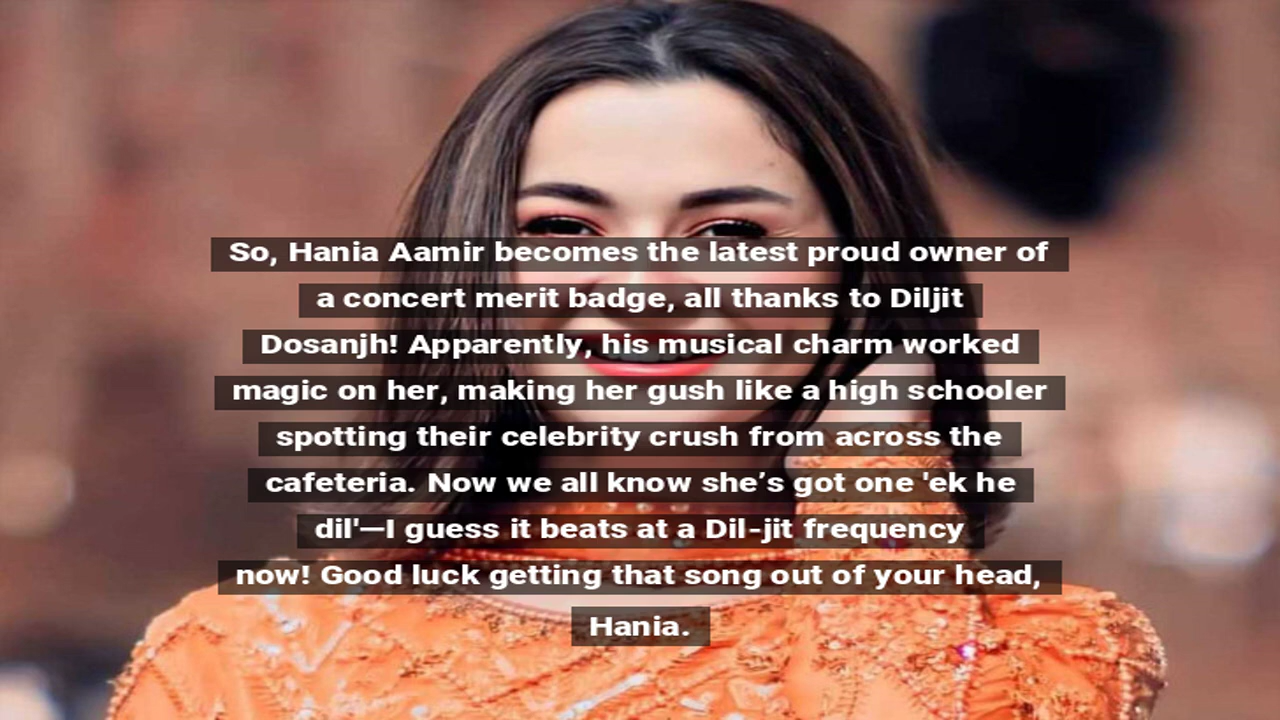 So, Hania Aamir becomes the latest proud owner of
a concert merit badge, all thanks to Diljit
Dosanjh! Apparently, his musical charm worked
magic on her, making her gush like a high schooler
spotting their celebrity crush from across the
cafeteria. Now we all know she’s got one 'ek he
dil'—I guess it beats at a Dil-jit frequency
now! Good luck getting that song out of your head,
Hania.